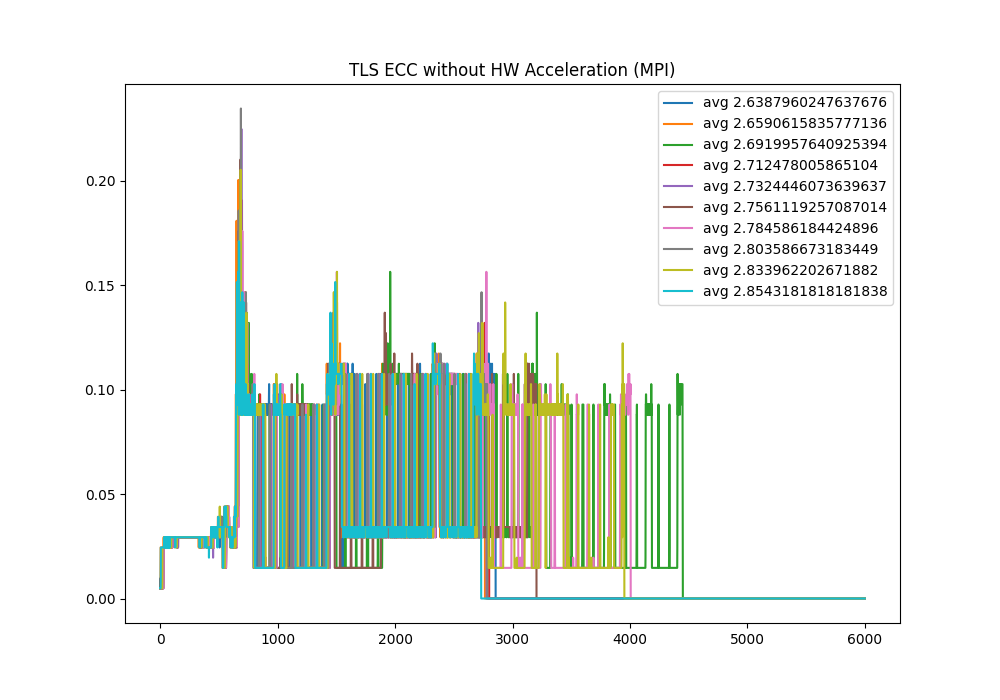 TLS ECC without HW Acceleration (MPI)
avg 2.6387960247637676
avg 2.6590615835777136
avg 2.6919957640925394
avg 2.712478005865104
avg 2.7324446073639637
avg 2.7561119257087014
avg 2.784586184424896
avg 2.803586673183449
avg 2.833962202671882
avg 2.8543181818181838
0.20
0.15
0.10
0.05
0.00
0 1000 2000 3000 4000 5000 6000